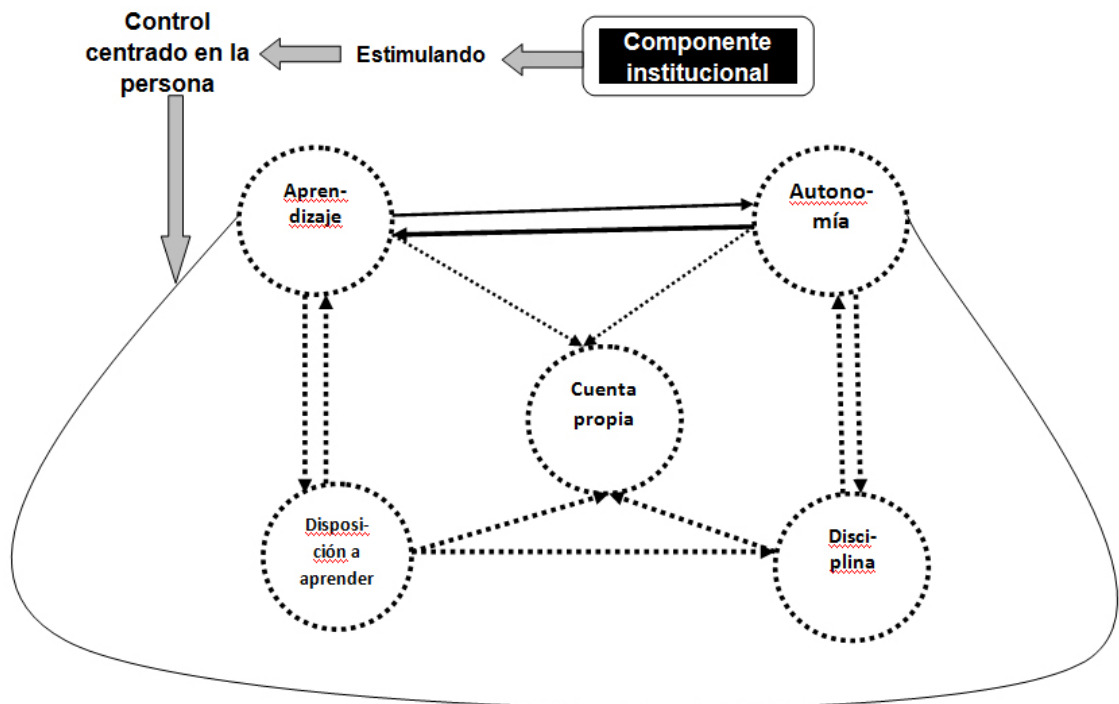 Control
centrado en la
persona
Estimulando
Componente
institucional
Apren-
dizaje
Autono-
mía
Cuenta
propia
Disposi-
ción a
aprender
Disci-
plina